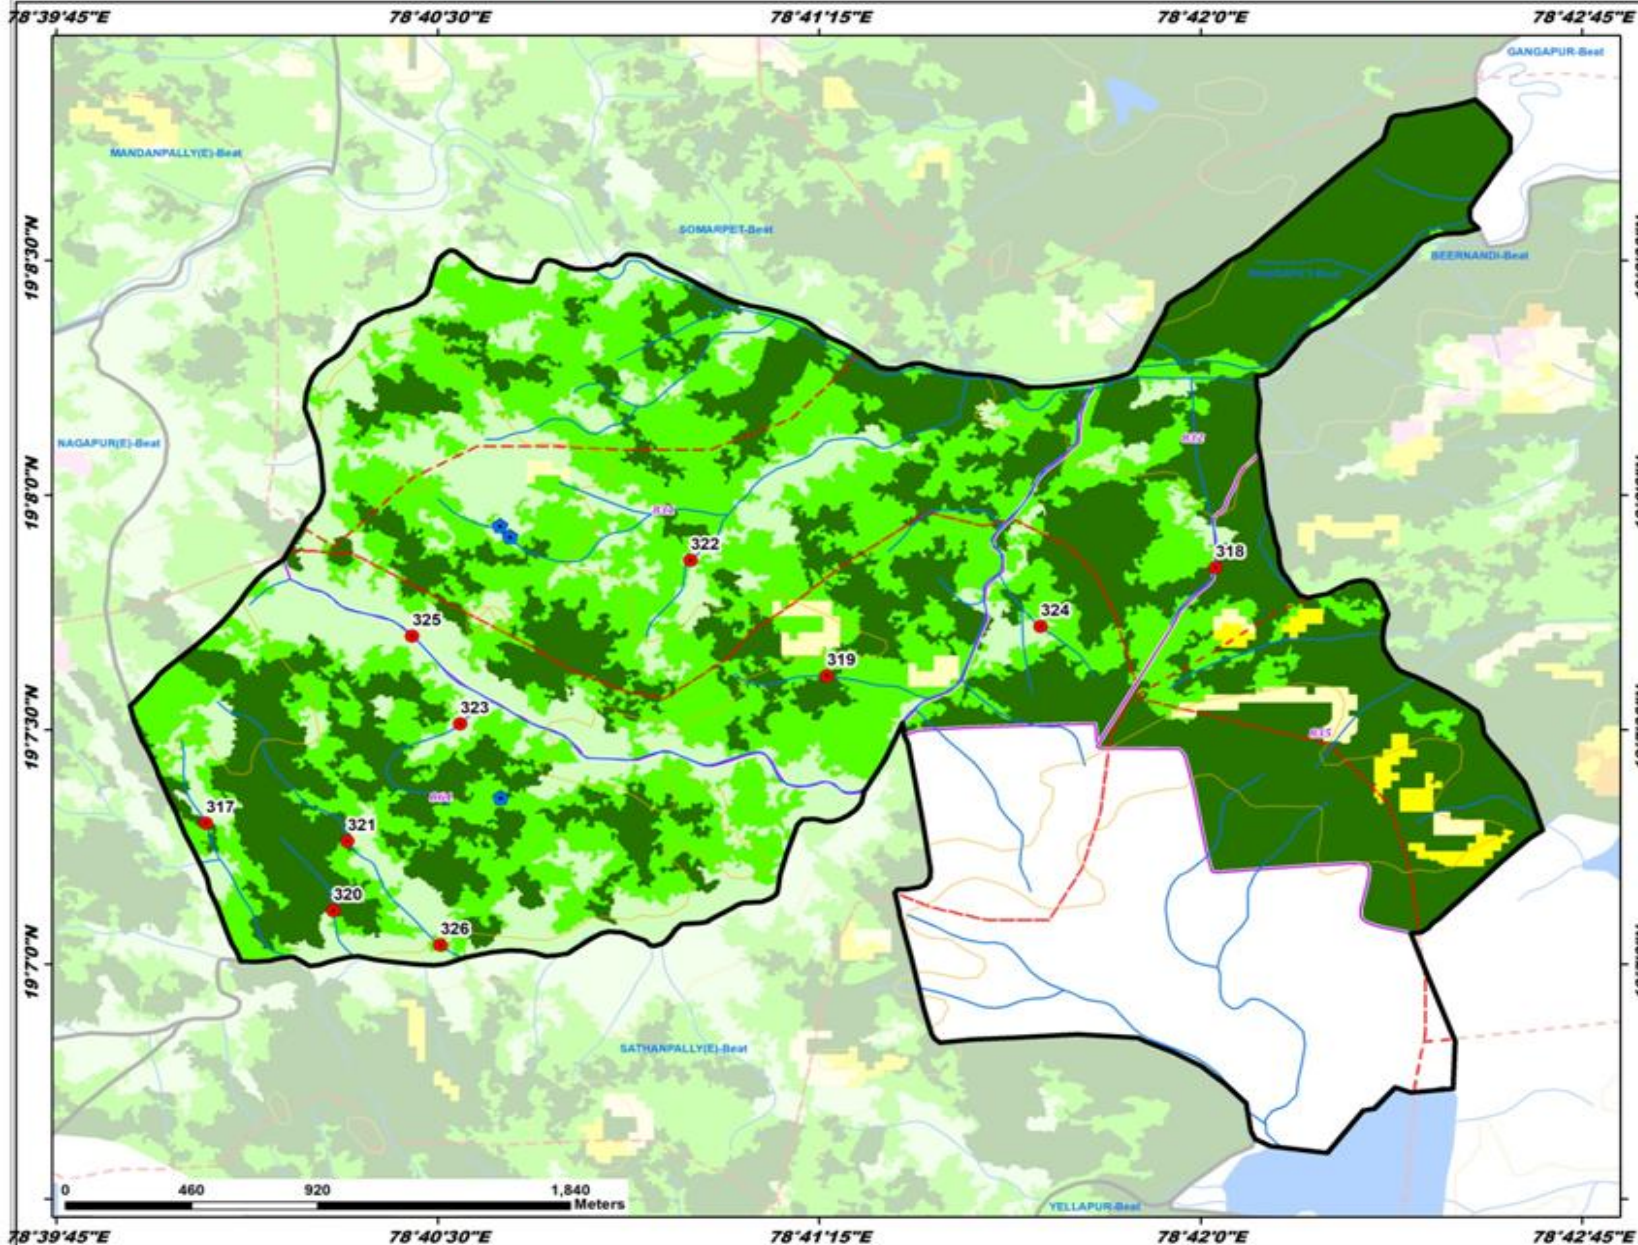 78°39'45"E 78°40'30"E 78°41'15"E 78°42'0"E 78°42'45"E
GANGAPUR-Beat
MANDANPALLY(E)-Beat
SOMARPET-Beat
19°8'30"N
BEERNANDI-Beat
NAGAPUR(E)-Beat
832
19°8'0"N
322
318
325
324
319
323
19°7'30"N
835
317
321
320
326
19°7'0"N
SATHANPALLY(E)-Beat
0 460 920 1,840
Meters
YELLAPUR-Beat
78°39'45"E 78°40'30"E 78°41'15"E 78°42'0"E 78°42'45"E